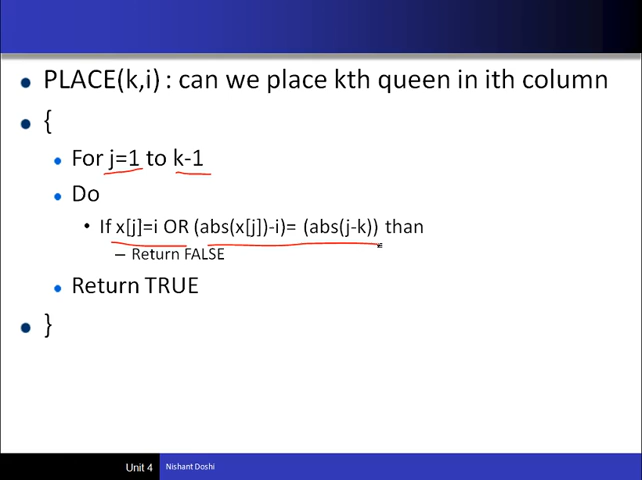 PLACE(k,i) : can we place kth queen in ith column
{
For j=1 to k-1
Do
If x[j]=i OR (abs(x[j])-i)= (abs(j-k)) than
– Return FALSE
Return TRUE
}
Unit 4 Nishant Doshi